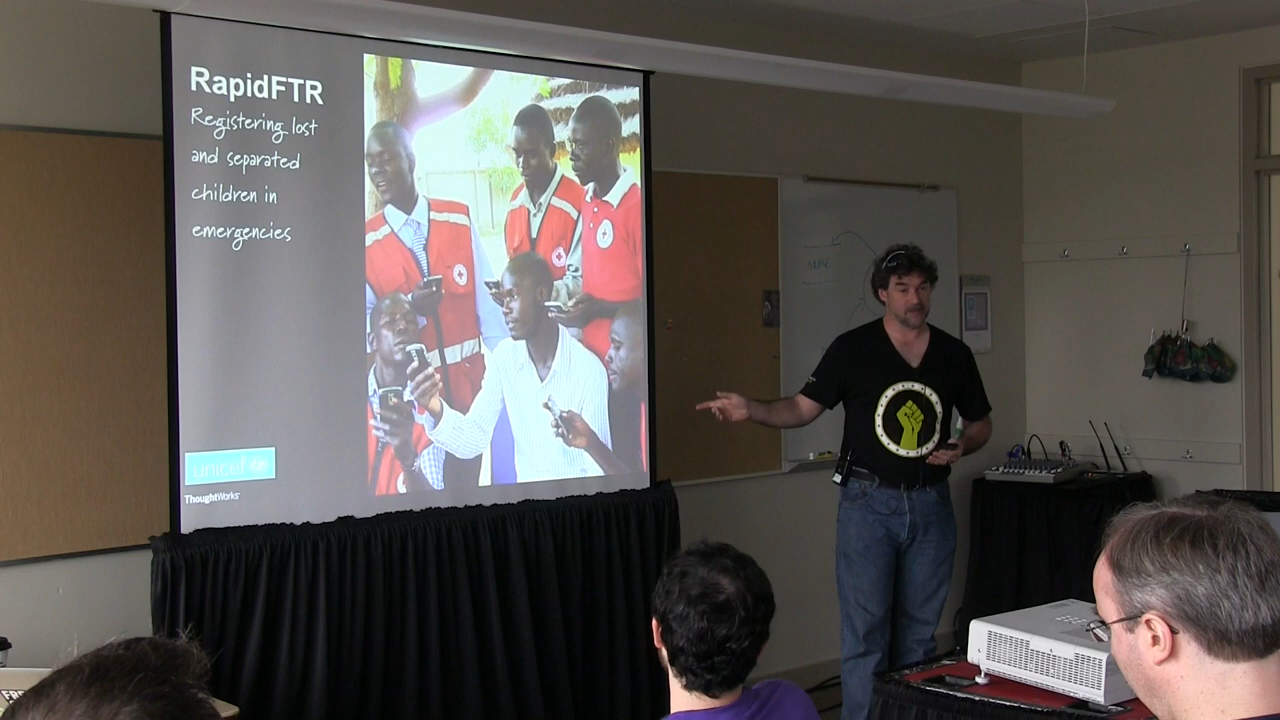 RapidFTR
Registering lost
and separated
children in
emergencies
unicef
ThoughtWorks